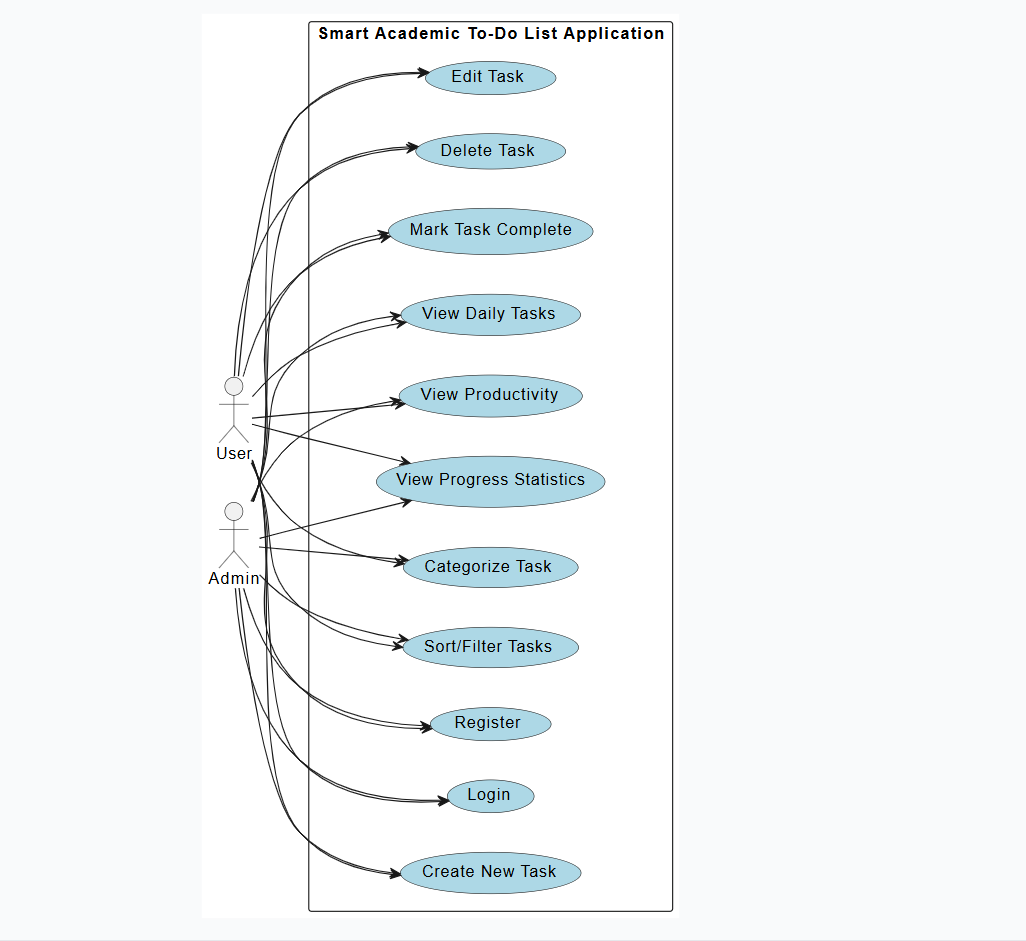 Smart Academic To-Do List Application
Edit Task
Delete Task
Mark Task Complete
View Daily Tasks
View Productivity
User
View Progress Statistics
Categorize Task
Admin
Sort/Filter Tasks
Register
Login
Create New Task